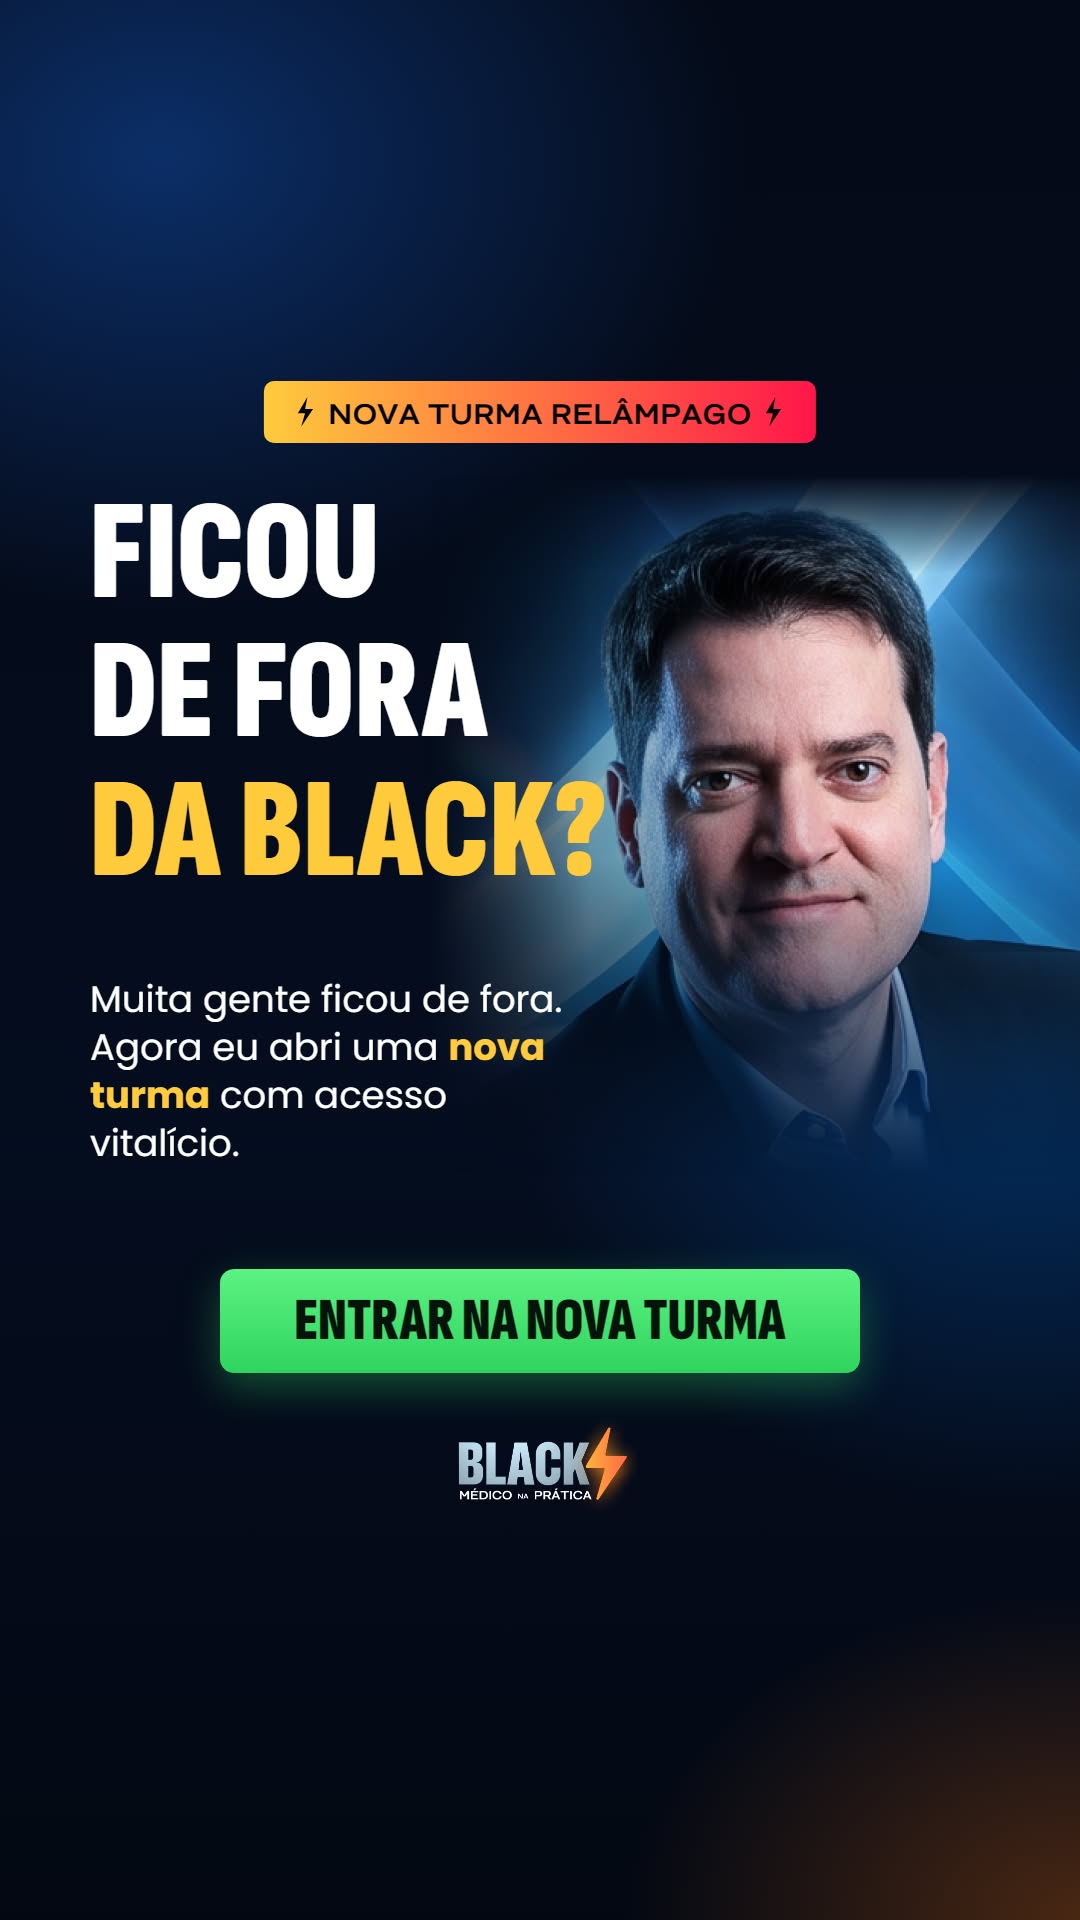 NOVA TURMA RELÂMPAGO
FICOU
DE FORA
DA BLACK?
Muita gente ficou de fora.
Agora eu abri uma nova
turma com acesso
vitalício.
ENTRAR NA NOVA TURMA
BLACK
MÉDICO NA PRÁTICA